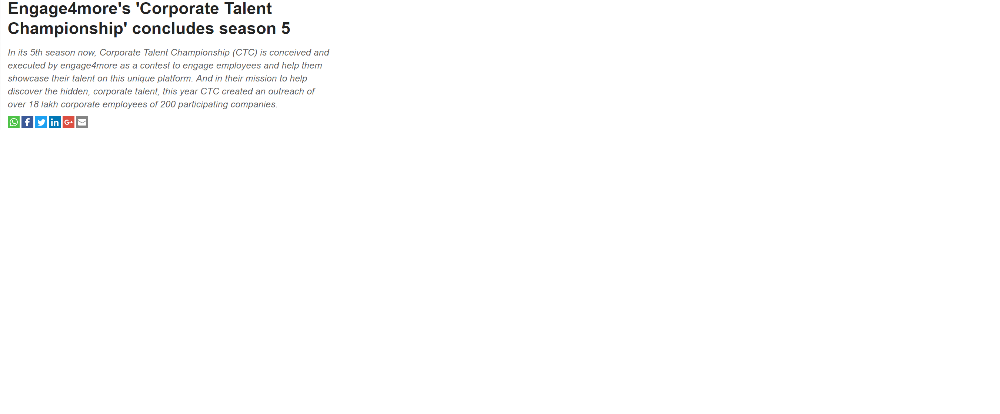 Engage4more's 'Corporate Talent
Championship' concludes season 5
In its 5th season now, Corporate Talent Championship (CTC) is conceived and
executed by engage4more as a contest to engage employees and help them
showcase their talent on this unique platform. And in their mission to help
discover the hidden, corporate talent, this year CTC created an outreach of
over 18 lakh corporate employees of 200 participating companies.
f in G+